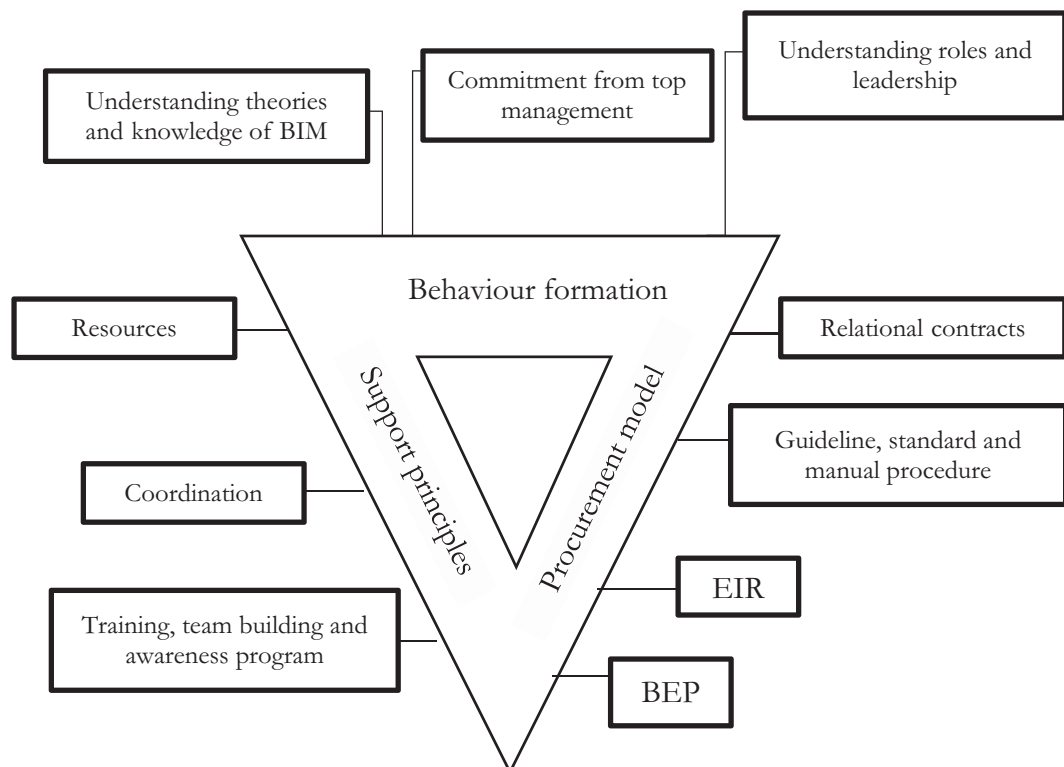 Understanding roles and
leadership
Commitment from top
management
Understanding theories
and knowledge of BIM
Behaviour formation
Resources
Relational contracts
Support principles
Procurement model
Guideline, standard and
manual procedure
Coordination
EIR
Training, team building and
awareness program
BEP